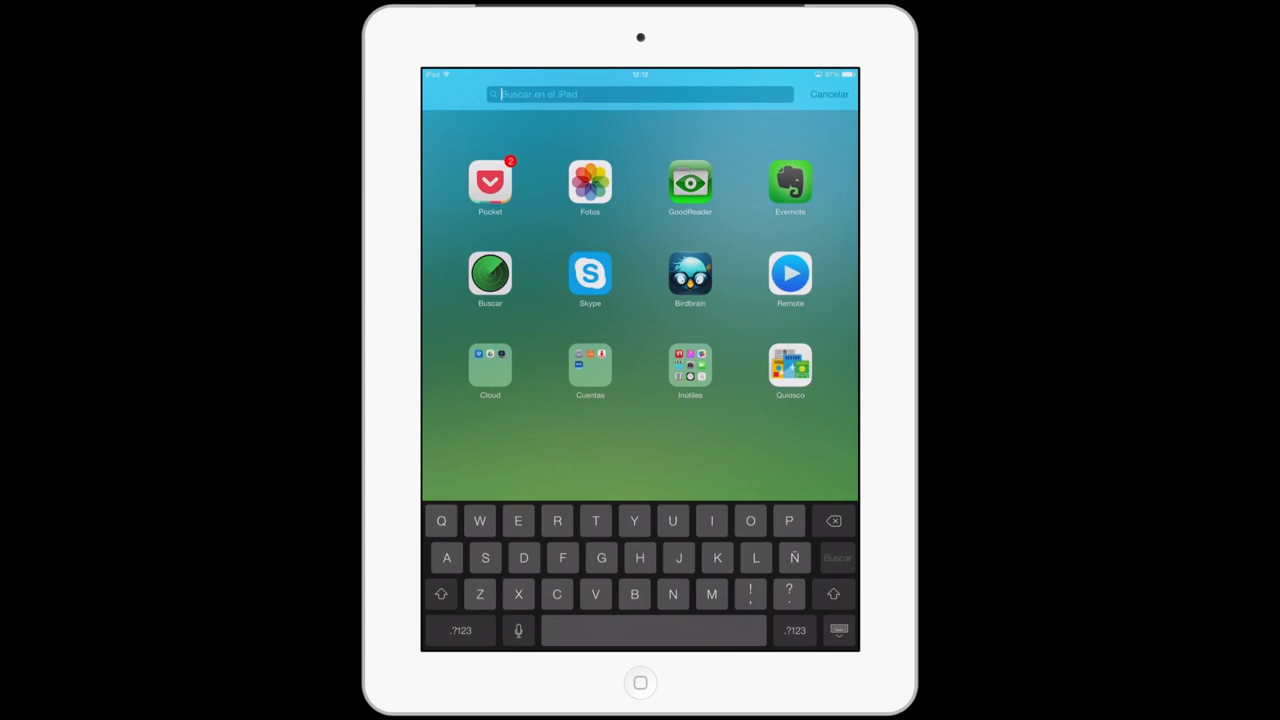 iPad 12:12 87%
Buscar en el iPad Cancelar
2
Pocket Fotos GoodReader Evernote
Buscar Skype Birdbrain Remote
Cloud Cuentas Inútiles Quiosco
Q W E R T Y U I O P
A S D F G H J K L Ñ Buscar
Z X C V B N M ! , ? .
.?123 .?123